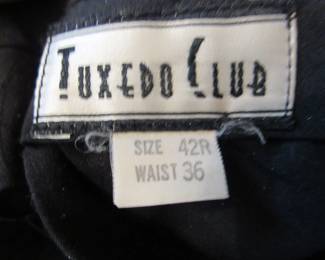 TUXEDO CLUB
SIZE 42R
WAIST 36